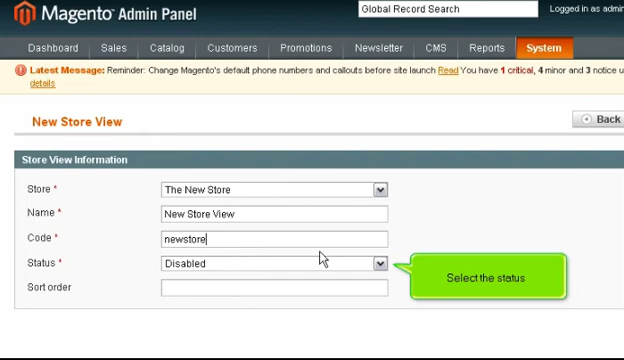 Magento Admin Panel
Global Record Search
Logged in as admin
Dashboard Sales Catalog Customers Promotions Newsletter CMS Reports System
Latest Message: Reminder: Change Magento's default phone numbers and callouts before site launch Read You have 1 critical, 4 minor and 3 notice u
details
New Store View
Back
Store View Information
Store * The New Store
Name * New Store View
Code * newstore
Status * Disabled
Select the status
Sort order